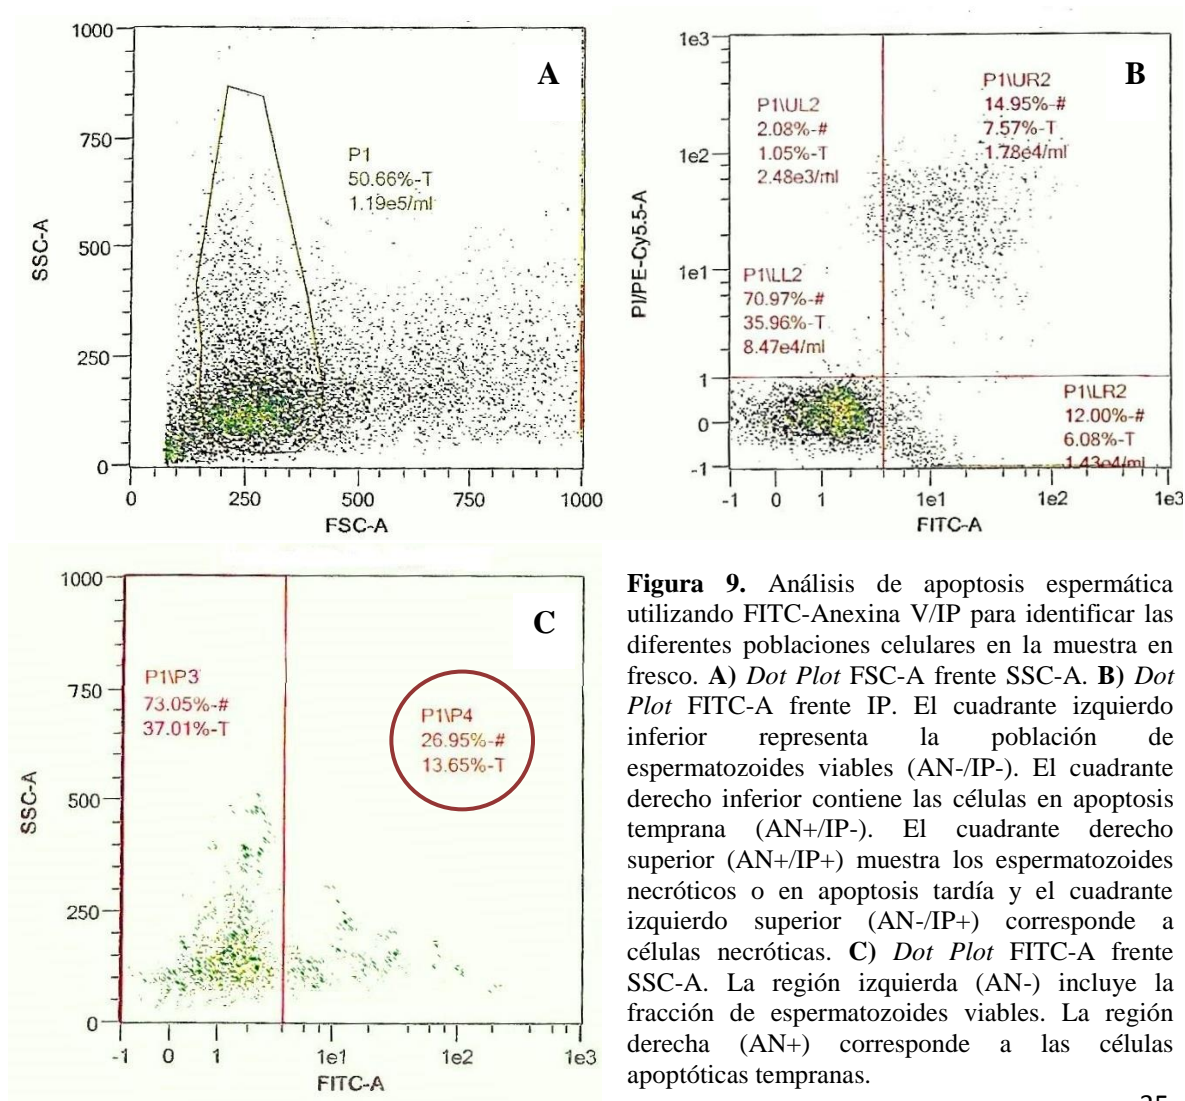 1000
A
750
P1
50.66%-T
1.19e5/ml
SSC-A
500
250
0
0
250
500
750
1000
FSC-A
1e3
B
P1\UR2
14.95%-#
7.57%-T
1.78e4/ml
P1\UL2
2.08%-#
1.05%-T
2.48e3/ml
1e2
PI/PE-Cy5.5-A
1e1
P1\LL2
70.97%-#
35.96%-T
8.47e4/ml
1
P1\LR2
12.00%-#
6.08%-T
1.43e4/ml
0
-1
-1
0
1
1e1
1e2
1e3
FITC-A
1000
C
P1\P3
73.05%-#
37.01%-T
750
P1\P4
26.95%-#
13.65%-T
SSC-A
500
250
0
-1
0
1
1e1
1e2
1e3
FITC-A
Figura 9. Análisis de apoptosis espermática
utilizando FITC-Anexina V/IP para identificar las
diferentes poblaciones celulares en la muestra en
fresco. A) Dot Plot FSC-A frente SSC-A. B) Dot
Plot FITC-A frente IP. El cuadrante izquierdo
inferior representa la población de
espermatozoides viables (AN-/IP-). El cuadrante
derecho inferior contiene las células en apoptosis
temprana (AN+/IP-). El cuadrante derecho
superior (AN+/IP+) muestra los espermatozoides
necróticos o en apoptosis tardía y el cuadrante
izquierdo superior (AN-/IP+) corresponde a
células necróticas. C) Dot Plot FITC-A frente
SSC-A. La región izquierda (AN-) incluye la
fracción de espermatozoides viables. La región
derecha (AN+) corresponde a las células
apoptóticas tempranas.